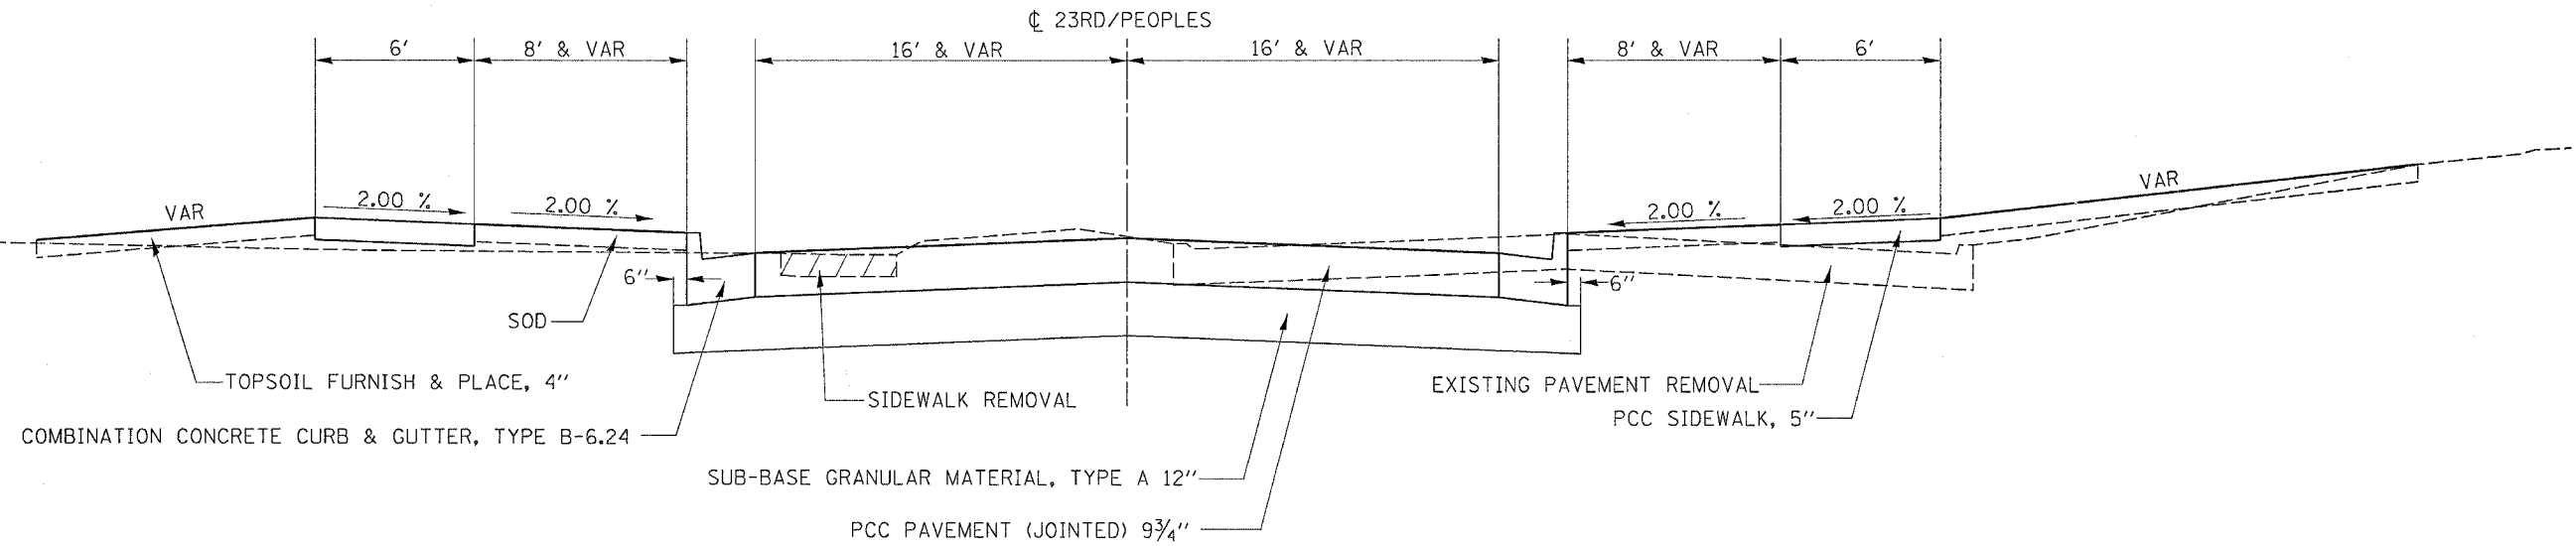 ℄ 23RD/PEOPLES
6' 8' & VAR 16' & VAR 16' & VAR 8' & VAR 6'
VAR 2.00 % 2.00 % 2.00 % 2.00 % VAR
6" 6"
SOD
TOPSOIL FURNISH & PLACE, 4"
SIDEWALK REMOVAL
EXISTING PAVEMENT REMOVAL
PCC SIDEWALK, 5"
COMBINATION CONCRETE CURB & GUTTER, TYPE B-6.24
SUB-BASE GRANULAR MATERIAL, TYPE A 12"
PCC PAVEMENT (JOINTED) 9¾"